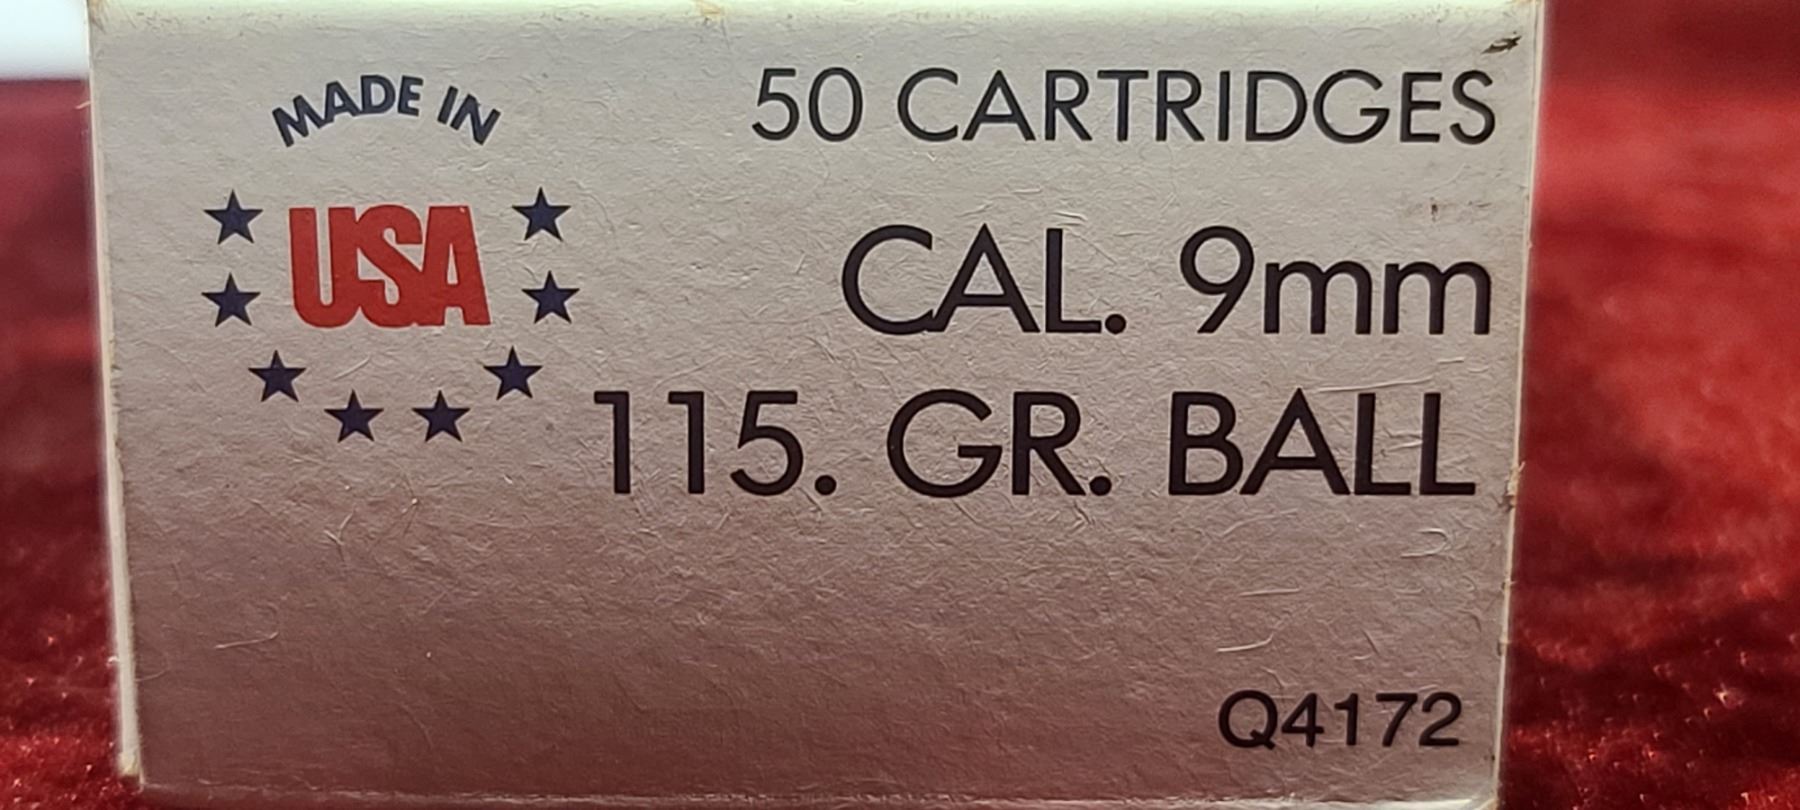 MADE IN
USA
50 CARTRIDGES
CAL. 9mm
115. GR. BALL
Q4172